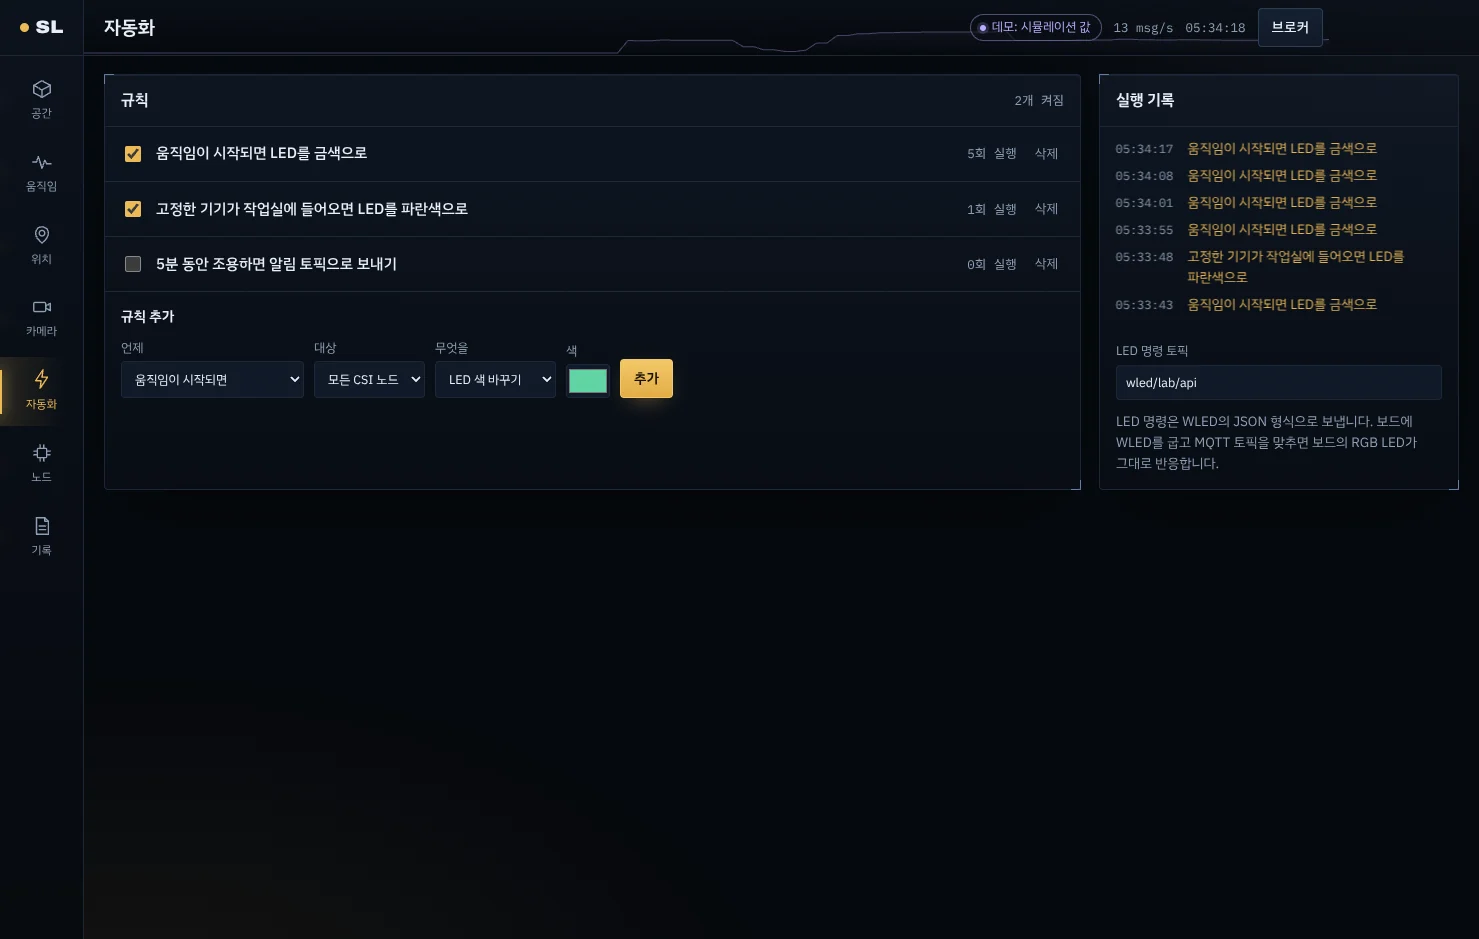 SL
자동화
데모: 시뮬레이션 값
13 msg/s
05:34:18
브로커
공간
움직임
위치
카메라
자동화
노드
기록
규칙
2개 켜짐
움직임이 시작되면 LED를 금색으로
5회 실행
삭제
고정한 기기가 작업실에 들어오면 LED를 파란색으로
1회 실행
삭제
5분 동안 조용하면 알림 토픽으로 보내기
0회 실행
삭제
규칙 추가
언제
대상
무엇을
색
움직임이 시작되면
모든 CSI 노드
LED 색 바꾸기
추가
실행 기록
05:34:17 움직임이 시작되면 LED를 금색으로
05:34:08 움직임이 시작되면 LED를 금색으로
05:34:01 움직임이 시작되면 LED를 금색으로
05:33:55 움직임이 시작되면 LED를 금색으로
05:33:48 고정한 기기가 작업실에 들어오면 LED를
파란색으로
05:33:43 움직임이 시작되면 LED를 금색으로
LED 명령 토픽
wled/lab/api
LED 명령은 WLED의 JSON 형식으로 보냅니다. 보드에
WLED를 굽고 MQTT 토픽을 맞추면 보드의 RGB LED가
그대로 반응합니다.